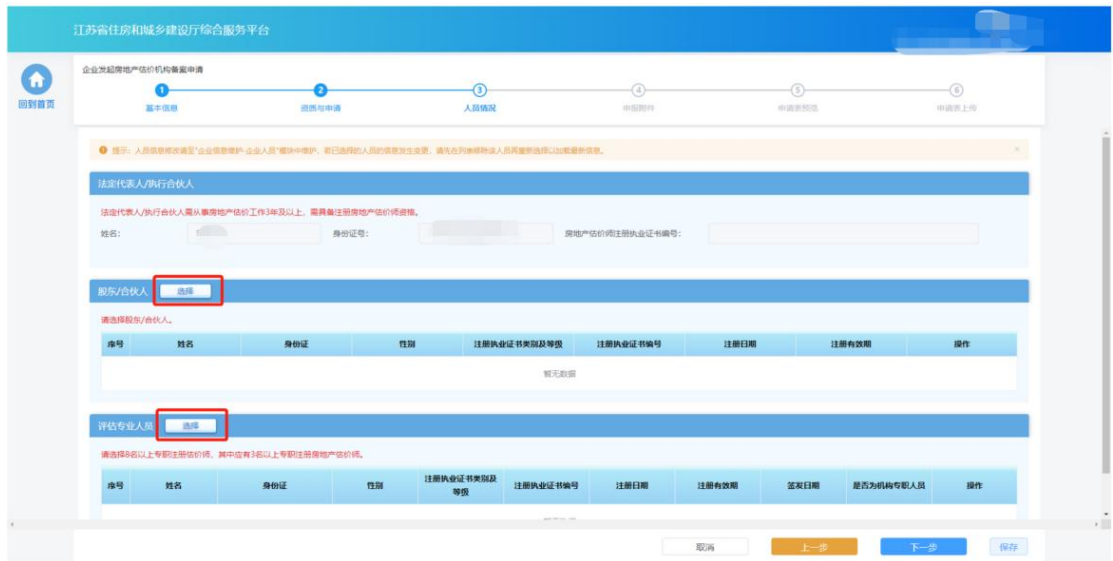 江苏省住房和城乡建设厅综合服务平台
回到首页
企业发起房地产估价机构备案申请
1 2 3 4 5 6
基本信息 资质与申请 人员情况 申报附件 申请表预览 申请表上传
提示：人员信息修改请至"企业信息维护-企业人员"模块中维护，若已选择的人员的信息发生变更，请先在列表移除该人员再重新选择以加载最新信息。 ×
法定代表人/执行合伙人
法定代表人/执行合伙人需从事房地产估价工作3年及以上，需具备注册房地产估价师资格。
姓名： 身份证号： 房地产估价师注册执业证书编号：
股东/合伙人 选择
请选择股东/合伙人。
序号 姓名 身份证 性别 注册执业证书类别及等级 注册执业证书编号 注册日期 注册有效期 操作
暂无数据
评估专业人员 选择
请选择8名以上专职注册估价师，其中应有3名以上专职注册房地产估价师。
序号 姓名 身份证 性别 注册执业证书类别及等级 注册执业证书编号 注册日期 注册有效期 签发日期 是否为机构专职人员 操作
取消 上一步 下一步 保存